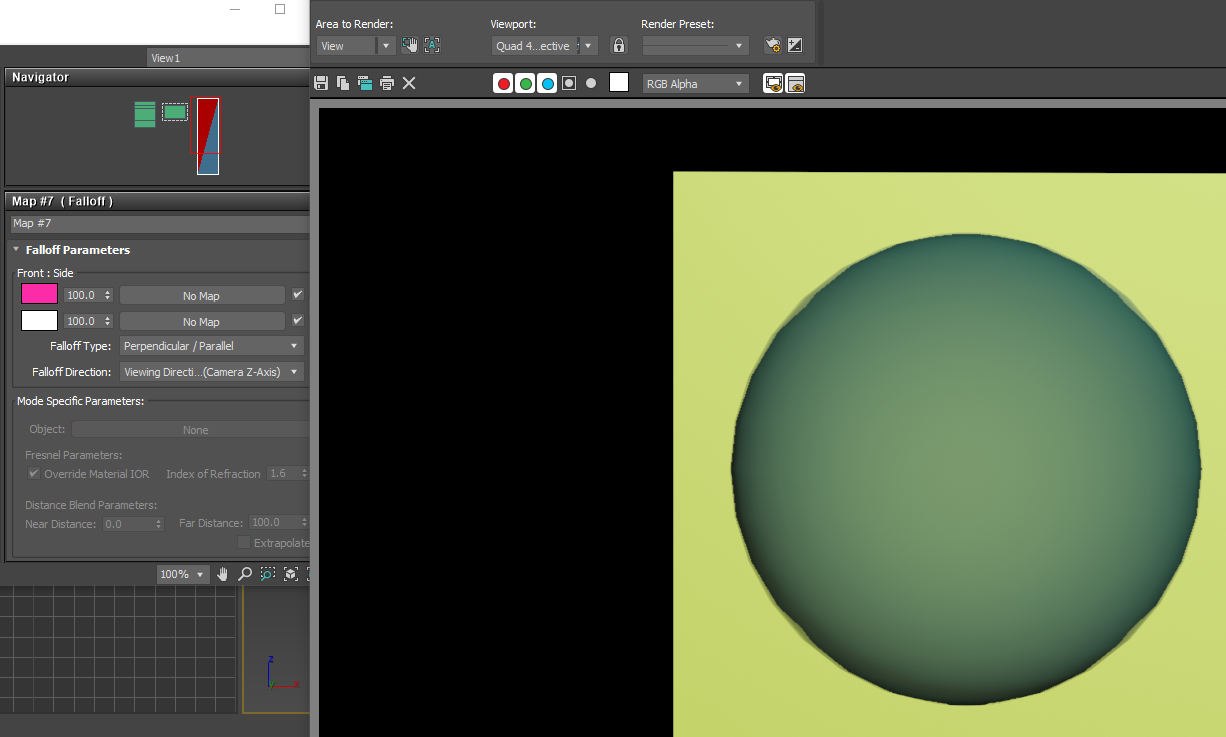 Area to Render:
Viewport:
Render Preset:
View
Quad 4...ective
View1
Navigator
RGB Alpha
Map #7 ( Falloff )
Map #7
Falloff Parameters
Front : Side
100.0
No Map
100.0
No Map
Falloff Type:
Perpendicular / Parallel
Falloff Direction:
Viewing Directi...(Camera Z-Axis)
Mode Specific Parameters:
Object:
None
Fresnel Parameters:
Override Material IOR
Index of Refraction
1.6
Distance Blend Parameters:
Near Distance:
0.0
Far Distance:
100.0
Extrapolate
100%
z
x